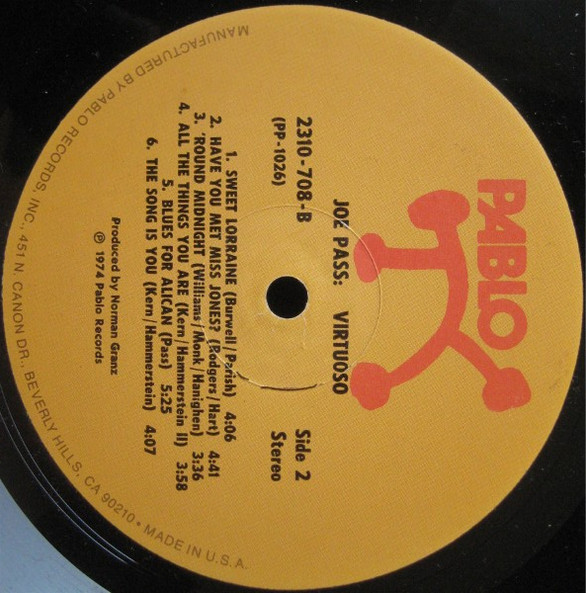 PABLO
JOE PASS: VIRTUOSO
2310-708-B
(PP-1026)
Side 2
Stereo
1. SWEET LORRAINE (Burwell/Parish) 4:06
2. HAVE YOU MET MISS JONES? (Rodgers/Hart) 4:41
3. 'ROUND MIDNIGHT (Williams/Monk/Hanighen) 3:36
4. ALL THE THINGS YOU ARE (Kern/Hammerstein II) 3:58
5. BLUES FOR ALICAN (Pass) 5:25
6. THE SONG IS YOU (Kern/Hammerstein) 4:07
Produced by Norman Granz
℗ 1974 Pablo Records
MANUFACTURED BY PABLO RECORDS, INC., 451 N. CANON DR., BEVERLY HILLS, CA 90210 • MADE IN U.S.A.